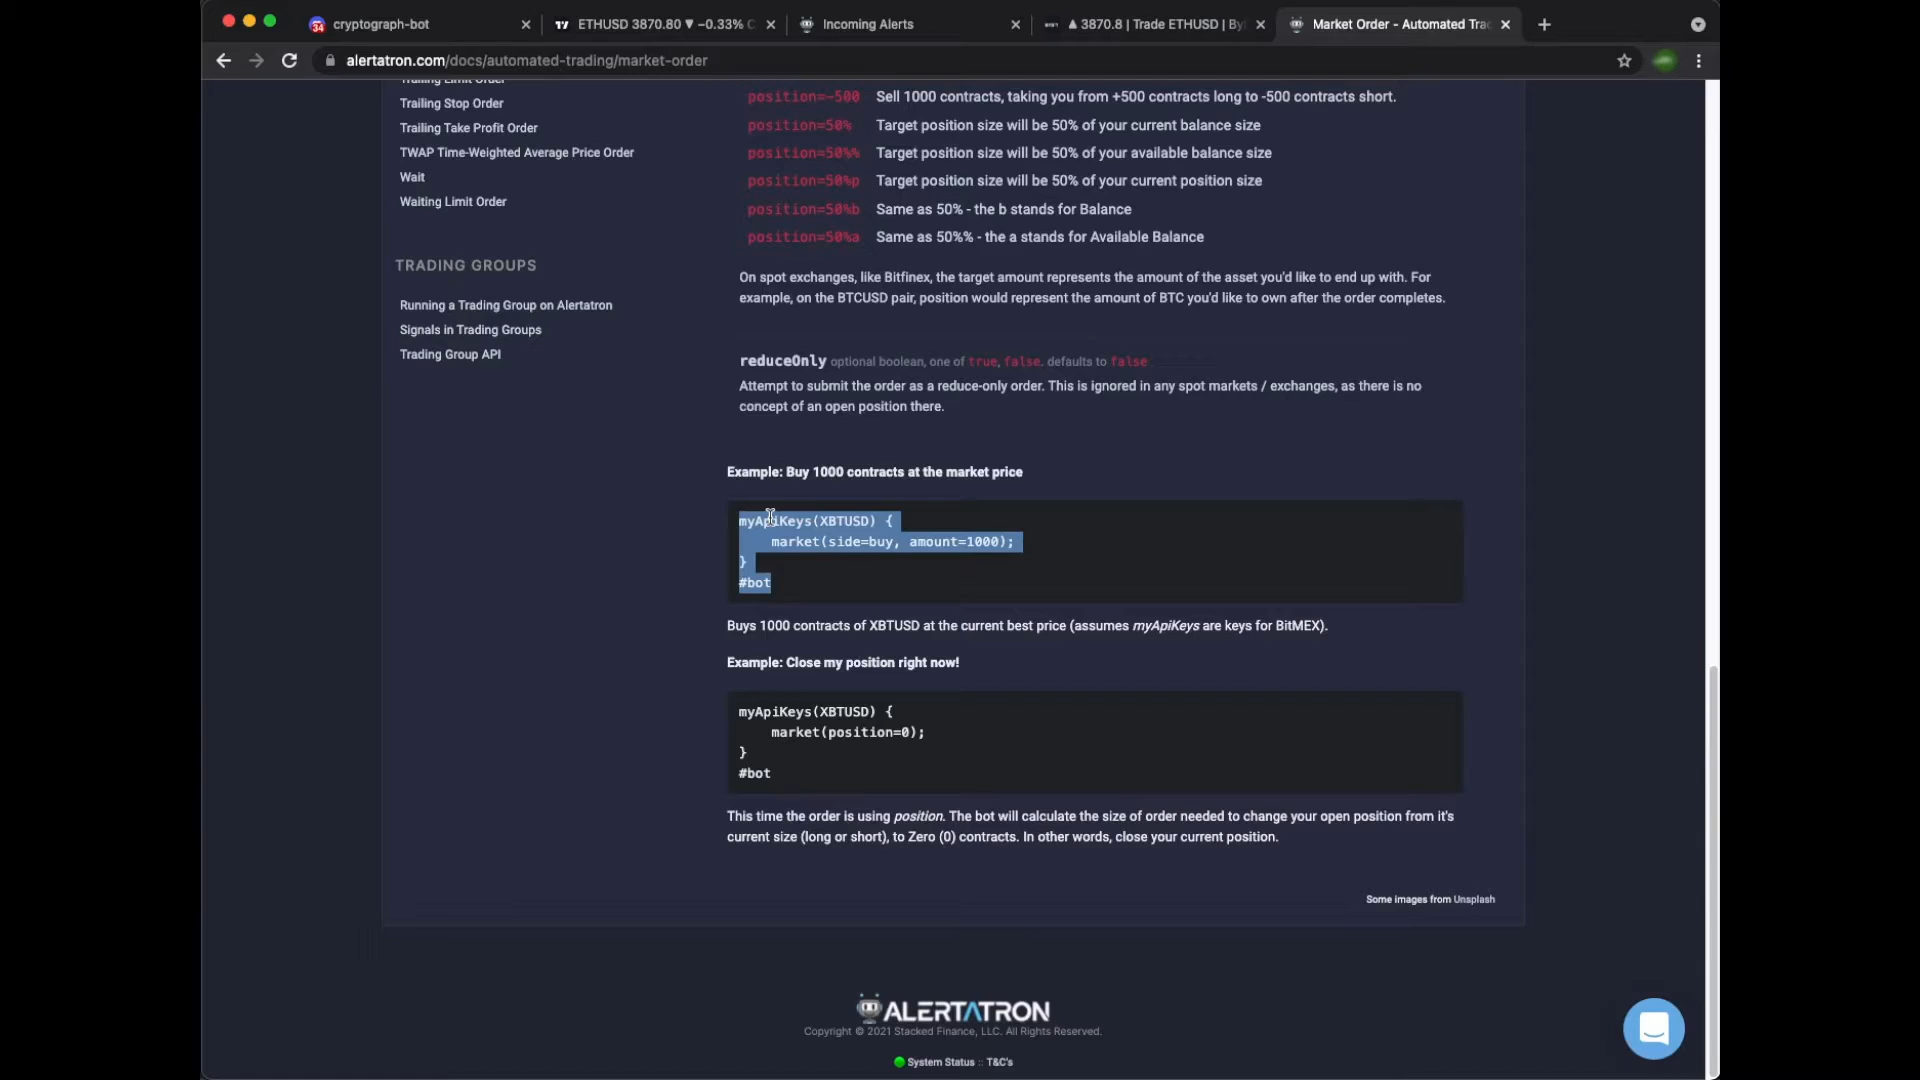 cryptograph-bot
ETHUSD 3870.80 ▼ −0.33%
Incoming Alerts
▲ 3870.8 | Trade ETHUSD | By
Market Order - Automated Tra
alertatron.com/docs/automated-trading/market-order
Trailing Limit Order
Trailing Stop Order
Trailing Take Profit Order
TWAP Time-Weighted Average Price Order
Wait
Waiting Limit Order
TRADING GROUPS
Running a Trading Group on Alertatron
Signals in Trading Groups
Trading Group API
position=-500 Sell 1000 contracts, taking you from +500 contracts long to -500 contracts short.
position=50% Target position size will be 50% of your current balance size
position=50%% Target position size will be 50% of your available balance size
position=50%p Target position size will be 50% of your current position size
position=50%b Same as 50% - the b stands for Balance
position=50%a Same as 50%% - the a stands for Available Balance
On spot exchanges, like Bitfinex, the target amount represents the amount of the asset you'd like to end up with. For
example, on the BTCUSD pair, position would represent the amount of BTC you'd like to own after the order completes.
reduceOnly optional boolean, one of true, false. defaults to false
Attempt to submit the order as a reduce-only order. This is ignored in any spot markets / exchanges, as there is no
concept of an open position there.
Example: Buy 1000 contracts at the market price
myApiKeys(XBTUSD) {
market(side=buy, amount=1000);
}
#bot
Buys 1000 contracts of XBTUSD at the current best price (assumes myApiKeys are keys for BitMEX).
Example: Close my position right now!
myApiKeys(XBTUSD) {
market(position=0);
}
#bot
This time the order is using position. The bot will calculate the size of order needed to change your open position from it's
current size (long or short), to Zero (0) contracts. In other words, close your current position.
Some images from Unsplash
ALERTATRON
Copyright © 2021 Stacked Finance, LLC. All Rights Reserved.
System Status :: T&C's